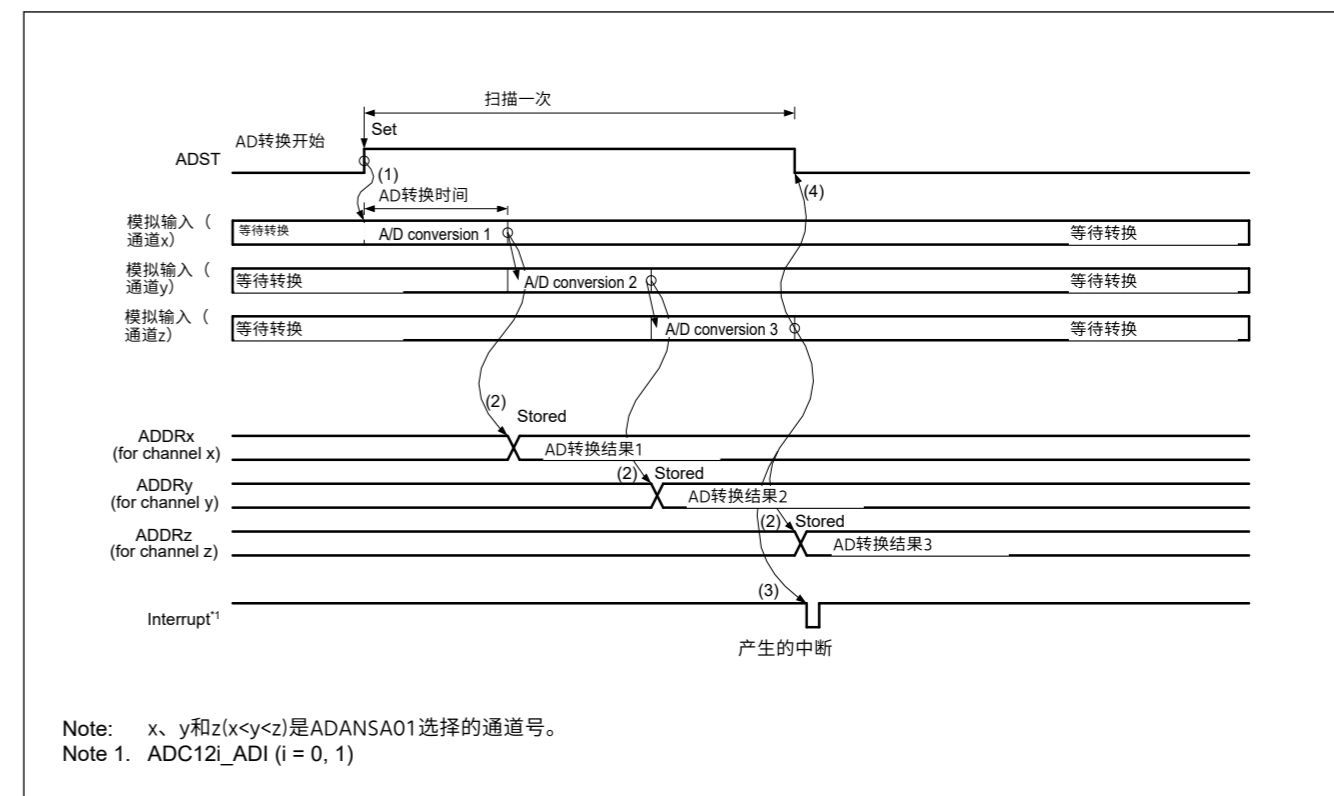 扫描一次
Set
AD转换开始
ADST
(1)
(4)
AD转换时间
模拟输入（
通道x）
等待转换
A/D conversion 1
等待转换
模拟输入（
通道y）
等待转换
A/D conversion 2
等待转换
模拟输入（
通道z）
等待转换
A/D conversion 3
等待转换
(2)
Stored
ADDRx
(for channel x)
AD转换结果1
(2)
Stored
ADDRy
(for channel y)
AD转换结果2
(2)
Stored
ADDRz
(for channel z)
AD转换结果3
(3)
Interrupt*1
产生的中断
Note: x、y和z(x<y<z)是ADANSA01选择的通道号。
Note 1. ADC12i_ADI (i = 0, 1)